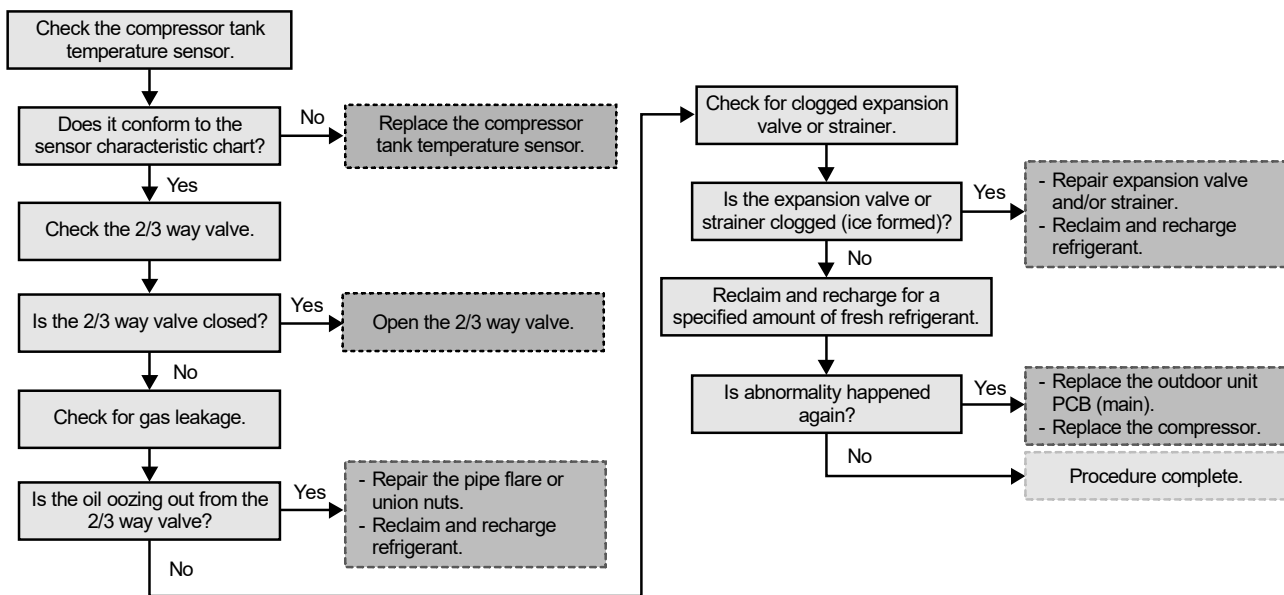 Check the compressor tank
temperature sensor.
Does it conform to the
sensor characteristic chart?
No
Replace the compressor
tank temperature sensor.
Yes
Check the 2/3 way valve.
Is the 2/3 way valve closed?
Yes
Open the 2/3 way valve.
No
Check for gas leakage.
Is the oil oozing out from the
2/3 way valve?
Yes
- Repair the pipe flare or
union nuts.
- Reclaim and recharge
refrigerant.
No
Check for clogged expansion
valve or strainer.
Is the expansion valve or
strainer clogged (ice formed)?
Yes
- Repair expansion valve
and/or strainer.
- Reclaim and recharge
refrigerant.
No
Reclaim and recharge for a
specified amount of fresh refrigerant.
Is abnormality happened
again?
Yes
- Replace the outdoor unit
PCB (main).
- Replace the compressor.
No
Procedure complete.